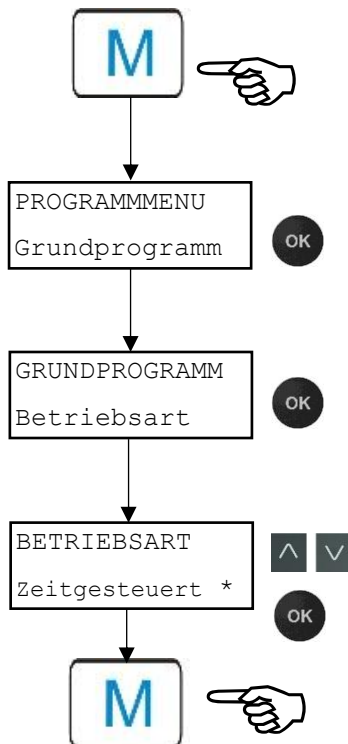 M
PROGRAMMMENU
Grundprogramm
OK
GRUNDPROGRAMM
Betriebsart
OK
BETRIEBSART
Zeitgesteuert *
OK
M